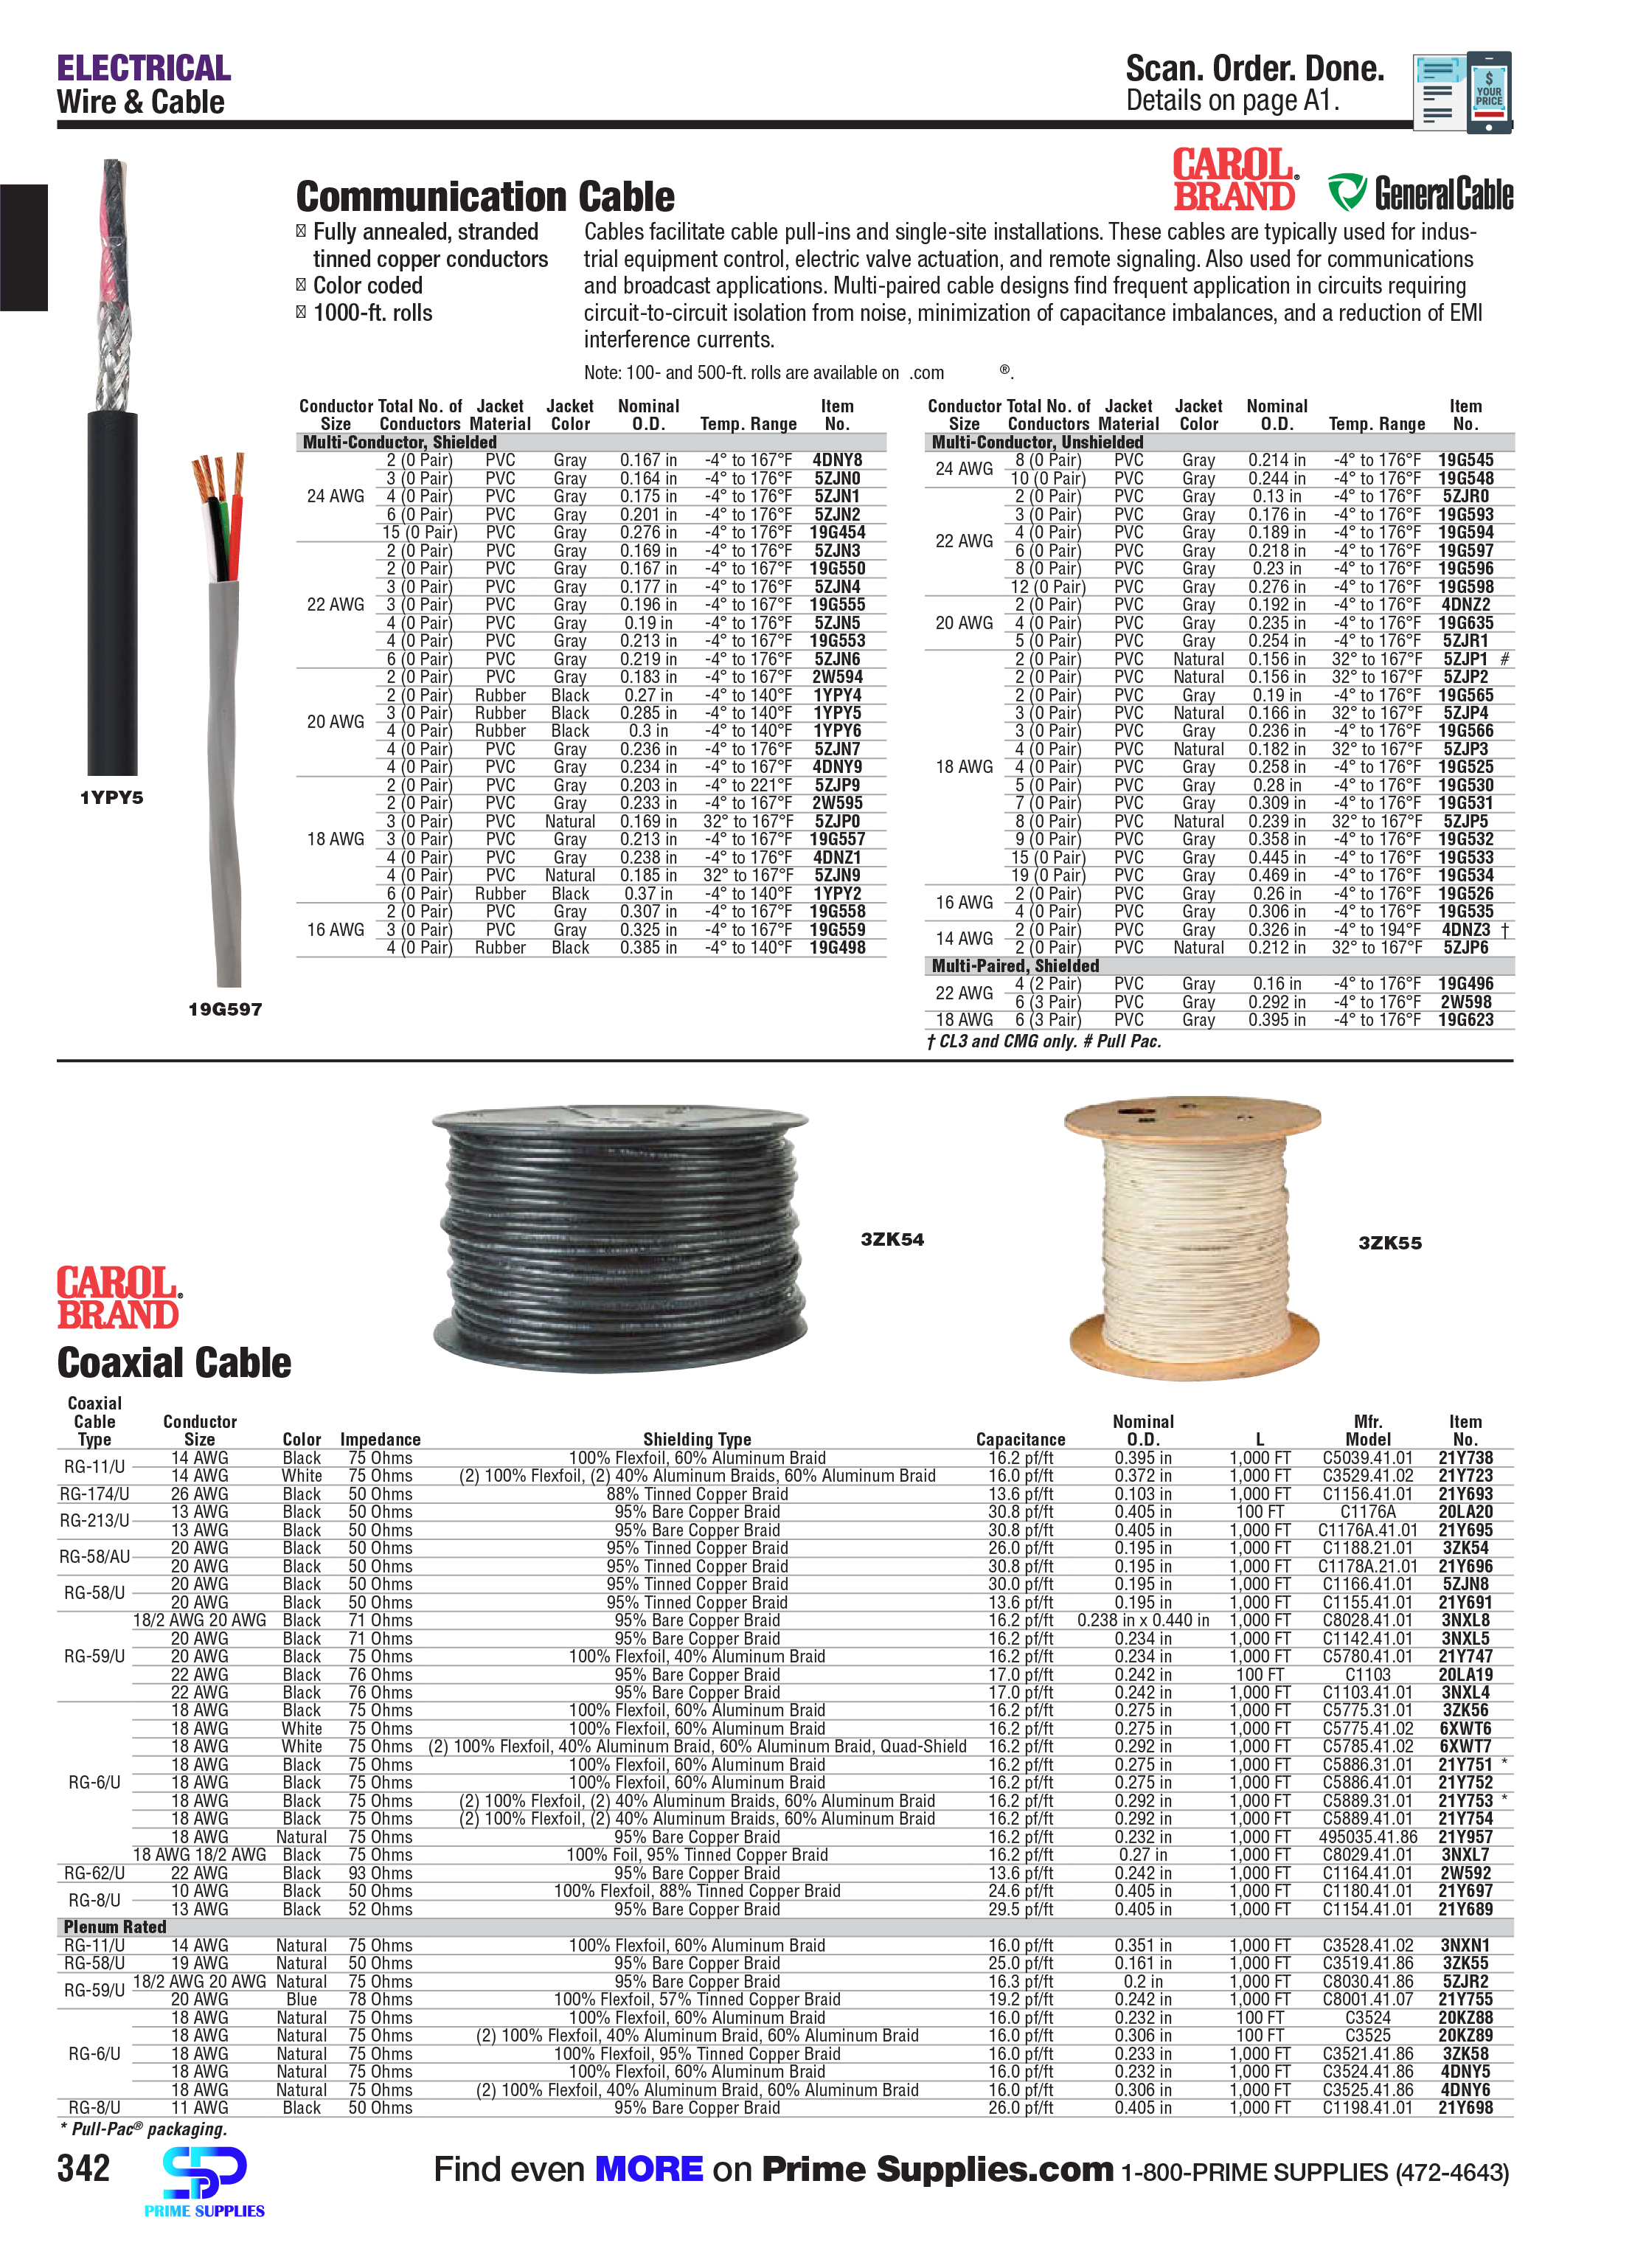 ELECTRICAL
Wire & Cable
Scan. Order. Done.
Details on page A1.
$
YOUR
PRICE
CAROL
BRAND®
General Cable
Communication Cable
Fully annealed, stranded
tinned copper conductors
Color coded
1000-ft. rolls
Cables facilitate cable pull-ins and single-site installations. These cables are typically used for indus-
trial equipment control, electric valve actuation, and remote signaling. Also used for communications
and broadcast applications. Multi-paired cable designs find frequent application in circuits requiring
circuit-to-circuit isolation from noise, minimization of capacitance imbalances, and a reduction of EMI
interference currents.
Note: 100- and 500-ft. rolls are available on .com ®.
1YPY5
19G597
Conductor Total No. of Jacket Jacket Nominal Item
Size Conductors Material Color O.D. Temp. Range No.
Multi-Conductor, Shielded
24 AWG
2 (0 Pair) PVC Gray 0.167 in -4° to 167°F 4DNY8
3 (0 Pair) PVC Gray 0.164 in -4° to 176°F 5ZJN0
4 (0 Pair) PVC Gray 0.175 in -4° to 176°F 5ZJN1
6 (0 Pair) PVC Gray 0.201 in -4° to 176°F 5ZJN2
15 (0 Pair) PVC Gray 0.276 in -4° to 176°F 19G454
22 AWG
2 (0 Pair) PVC Gray 0.169 in -4° to 176°F 5ZJN3
2 (0 Pair) PVC Gray 0.167 in -4° to 167°F 19G550
3 (0 Pair) PVC Gray 0.177 in -4° to 176°F 5ZJN4
3 (0 Pair) PVC Gray 0.196 in -4° to 167°F 19G555
4 (0 Pair) PVC Gray 0.19 in -4° to 176°F 5ZJN5
4 (0 Pair) PVC Gray 0.213 in -4° to 167°F 19G553
6 (0 Pair) PVC Gray 0.219 in -4° to 176°F 5ZJN6
20 AWG
2 (0 Pair) PVC Gray 0.183 in -4° to 167°F 2W594
2 (0 Pair) Rubber Black 0.27 in -4° to 140°F 1YPY4
3 (0 Pair) Rubber Black 0.285 in -4° to 140°F 1YPY5
4 (0 Pair) Rubber Black 0.3 in -4° to 140°F 1YPY6
4 (0 Pair) PVC Gray 0.236 in -4° to 176°F 5ZJN7
4 (0 Pair) PVC Gray 0.234 in -4° to 167°F 4DNY9
18 AWG
2 (0 Pair) PVC Gray 0.203 in -4° to 221°F 5ZJP9
2 (0 Pair) PVC Gray 0.233 in -4° to 167°F 2W595
3 (0 Pair) PVC Natural 0.169 in 32° to 167°F 5ZJP0
3 (0 Pair) PVC Gray 0.213 in -4° to 167°F 19G557
4 (0 Pair) PVC Gray 0.238 in -4° to 176°F 4DNZ1
4 (0 Pair) PVC Natural 0.185 in 32° to 167°F 5ZJN9
6 (0 Pair) Rubber Black 0.37 in -4° to 140°F 1YPY2
16 AWG
2 (0 Pair) PVC Gray 0.307 in -4° to 167°F 19G558
3 (0 Pair) PVC Gray 0.325 in -4° to 167°F 19G559
4 (0 Pair) Rubber Black 0.385 in -4° to 140°F 19G498
Conductor Total No. of Jacket Jacket Nominal Item
Size Conductors Material Color O.D. Temp. Range No.
Multi-Conductor, Unshielded
24 AWG
8 (0 Pair) PVC Gray 0.214 in -4° to 176°F 19G545
10 (0 Pair) PVC Gray 0.244 in -4° to 176°F 19G548
22 AWG
2 (0 Pair) PVC Gray 0.13 in -4° to 176°F 5ZJR0
3 (0 Pair) PVC Gray 0.176 in -4° to 176°F 19G593
4 (0 Pair) PVC Gray 0.189 in -4° to 176°F 19G594
6 (0 Pair) PVC Gray 0.218 in -4° to 176°F 19G597
8 (0 Pair) PVC Gray 0.23 in -4° to 176°F 19G596
12 (0 Pair) PVC Gray 0.276 in -4° to 176°F 19G598
20 AWG
2 (0 Pair) PVC Gray 0.192 in -4° to 176°F 4DNZ2
4 (0 Pair) PVC Gray 0.235 in -4° to 176°F 19G635
5 (0 Pair) PVC Gray 0.254 in -4° to 176°F 5ZJR1
18 AWG
2 (0 Pair) PVC Natural 0.156 in 32° to 167°F 5ZJP1 #
2 (0 Pair) PVC Natural 0.156 in 32° to 167°F 5ZJP2
2 (0 Pair) PVC Gray 0.19 in -4° to 176°F 19G565
3 (0 Pair) PVC Natural 0.166 in 32° to 167°F 5ZJP4
3 (0 Pair) PVC Gray 0.236 in -4° to 176°F 19G566
4 (0 Pair) PVC Natural 0.182 in 32° to 167°F 5ZJP3
4 (0 Pair) PVC Gray 0.258 in -4° to 176°F 19G525
5 (0 Pair) PVC Gray 0.28 in -4° to 176°F 19G530
7 (0 Pair) PVC Gray 0.309 in -4° to 176°F 19G531
8 (0 Pair) PVC Natural 0.239 in 32° to 167°F 5ZJP5
9 (0 Pair) PVC Gray 0.358 in -4° to 176°F 19G532
15 (0 Pair) PVC Gray 0.445 in -4° to 176°F 19G533
19 (0 Pair) PVC Gray 0.469 in -4° to 176°F 19G534
16 AWG
2 (0 Pair) PVC Gray 0.26 in -4° to 176°F 19G526
4 (0 Pair) PVC Gray 0.306 in -4° to 176°F 19G535
14 AWG
2 (0 Pair) PVC Gray 0.326 in -4° to 194°F 4DNZ3 †
2 (0 Pair) PVC Natural 0.212 in 32° to 167°F 5ZJP6
Multi-Paired, Shielded
22 AWG
4 (2 Pair) PVC Gray 0.16 in -4° to 176°F 19G496
6 (3 Pair) PVC Gray 0.292 in -4° to 176°F 2W598
18 AWG 6 (3 Pair) PVC Gray 0.395 in -4° to 176°F 19G623
† CL3 and CMG only. # Pull Pac.
3ZK54
3ZK55
CAROL
BRAND®
Coaxial Cable
Coaxial
Cable Conductor Nominal Mfr. Item
Type Size Color Impedance Shielding Type Capacitance O.D. L Model No.
RG-11/U
14 AWG Black 75 Ohms 100% Flexfoil, 60% Aluminum Braid 16.2 pf/ft 0.395 in 1,000 FT C5039.41.01 21Y738
14 AWG White 75 Ohms (2) 100% Flexfoil, (2) 40% Aluminum Braids, 60% Aluminum Braid 16.0 pf/ft 0.372 in 1,000 FT C3529.41.02 21Y723
RG-174/U 26 AWG Black 50 Ohms 88% Tinned Copper Braid 13.6 pf/ft 0.103 in 1,000 FT C1156.41.01 21Y693
RG-213/U
13 AWG Black 50 Ohms 95% Bare Copper Braid 30.8 pf/ft 0.405 in 100 FT C1176A 20LA20
13 AWG Black 50 Ohms 95% Bare Copper Braid 30.8 pf/ft 0.405 in 1,000 FT C1176A.41.01 21Y695
RG-58/AU
20 AWG Black 50 Ohms 95% Tinned Copper Braid 26.0 pf/ft 0.195 in 1,000 FT C1188.21.01 3ZK54
20 AWG Black 50 Ohms 95% Tinned Copper Braid 30.8 pf/ft 0.195 in 1,000 FT C1178A.21.01 21Y696
RG-58/U
20 AWG Black 50 Ohms 95% Tinned Copper Braid 30.0 pf/ft 0.195 in 1,000 FT C1166.41.01 5ZJN8
20 AWG Black 50 Ohms 95% Tinned Copper Braid 13.6 pf/ft 0.195 in 1,000 FT C1155.41.01 21Y691
RG-59/U
18/2 AWG 20 AWG Black 71 Ohms 95% Bare Copper Braid 16.2 pf/ft 0.238 in x 0.440 in 1,000 FT C8028.41.01 3NXL8
20 AWG Black 71 Ohms 95% Bare Copper Braid 16.2 pf/ft 0.234 in 1,000 FT C1142.41.01 3NXL5
20 AWG Black 75 Ohms 100% Flexfoil, 40% Aluminum Braid 16.2 pf/ft 0.234 in 1,000 FT C5780.41.01 21Y747
22 AWG Black 76 Ohms 95% Bare Copper Braid 17.0 pf/ft 0.242 in 100 FT C1103 20LA19
22 AWG Black 76 Ohms 95% Bare Copper Braid 17.0 pf/ft 0.242 in 1,000 FT C1103.41.01 3NXL4
RG-6/U
18 AWG Black 75 Ohms 100% Flexfoil, 60% Aluminum Braid 16.2 pf/ft 0.275 in 1,000 FT C5775.31.01 3ZK56
18 AWG White 75 Ohms 100% Flexfoil, 60% Aluminum Braid 16.2 pf/ft 0.275 in 1,000 FT C5775.41.02 6XWT6
18 AWG White 75 Ohms (2) 100% Flexfoil, 40% Aluminum Braid, 60% Aluminum Braid, Quad-Shield 16.2 pf/ft 0.292 in 1,000 FT C5785.41.02 6XWT7
18 AWG Black 75 Ohms 100% Flexfoil, 60% Aluminum Braid 16.2 pf/ft 0.275 in 1,000 FT C5886.31.01 21Y751 *
18 AWG Black 75 Ohms 100% Flexfoil, 60% Aluminum Braid 16.2 pf/ft 0.275 in 1,000 FT C5886.41.01 21Y752
18 AWG Black 75 Ohms (2) 100% Flexfoil, (2) 40% Aluminum Braids, 60% Aluminum Braid 16.2 pf/ft 0.292 in 1,000 FT C5889.31.01 21Y753 *
18 AWG Black 75 Ohms (2) 100% Flexfoil, (2) 40% Aluminum Braids, 60% Aluminum Braid 16.2 pf/ft 0.292 in 1,000 FT C5889.41.01 21Y754
18 AWG Natural 75 Ohms 95% Bare Copper Braid 16.2 pf/ft 0.232 in 1,000 FT 495035.41.86 21Y957
18 AWG 18/2 AWG Black 75 Ohms 100% Foil, 95% Tinned Copper Braid 16.2 pf/ft 0.27 in 1,000 FT C8029.41.01 3NXL7
RG-62/U 22 AWG Black 93 Ohms 95% Bare Copper Braid 13.6 pf/ft 0.242 in 1,000 FT C1164.41.01 2W592
RG-8/U
10 AWG Black 50 Ohms 100% Flexfoil, 88% Tinned Copper Braid 24.6 pf/ft 0.405 in 1,000 FT C1180.41.01 21Y697
13 AWG Black 52 Ohms 95% Bare Copper Braid 29.5 pf/ft 0.405 in 1,000 FT C1154.41.01 21Y689
Plenum Rated
RG-11/U 14 AWG Natural 75 Ohms 100% Flexfoil, 60% Aluminum Braid 16.0 pf/ft 0.351 in 1,000 FT C3528.41.02 3NXN1
RG-58/U 19 AWG Natural 50 Ohms 95% Bare Copper Braid 25.0 pf/ft 0.161 in 1,000 FT C3519.41.86 3ZK55
RG-59/U
18/2 AWG 20 AWG Natural 75 Ohms 95% Bare Copper Braid 16.3 pf/ft 0.2 in 1,000 FT C8030.41.86 5ZJR2
20 AWG Blue 78 Ohms 100% Flexfoil, 57% Tinned Copper Braid 19.2 pf/ft 0.242 in 1,000 FT C8001.41.07 21Y755
RG-6/U
18 AWG Natural 75 Ohms 100% Flexfoil, 60% Aluminum Braid 16.0 pf/ft 0.232 in 100 FT C3524 20KZ88
18 AWG Natural 75 Ohms (2) 100% Flexfoil, 40% Aluminum Braid, 60% Aluminum Braid 16.0 pf/ft 0.306 in 100 FT C3525 20KZ89
18 AWG Natural 75 Ohms 100% Flexfoil, 95% Tinned Copper Braid 16.0 pf/ft 0.233 in 1,000 FT C3521.41.86 3ZK58
18 AWG Natural 75 Ohms 100% Flexfoil, 60% Aluminum Braid 16.0 pf/ft 0.232 in 1,000 FT C3524.41.86 4DNY5
18 AWG Natural 75 Ohms (2) 100% Flexfoil, 40% Aluminum Braid, 60% Aluminum Braid 16.0 pf/ft 0.306 in 1,000 FT C3525.41.86 4DNY6
RG-8/U 11 AWG Black 50 Ohms 95% Bare Copper Braid 26.0 pf/ft 0.405 in 1,000 FT C1198.41.01 21Y698
* Pull-Pac® packaging.
342
PRIME SUPPLIES
Find even MORE on Prime Supplies.com 1-800-PRIME SUPPLIES (472-4643)